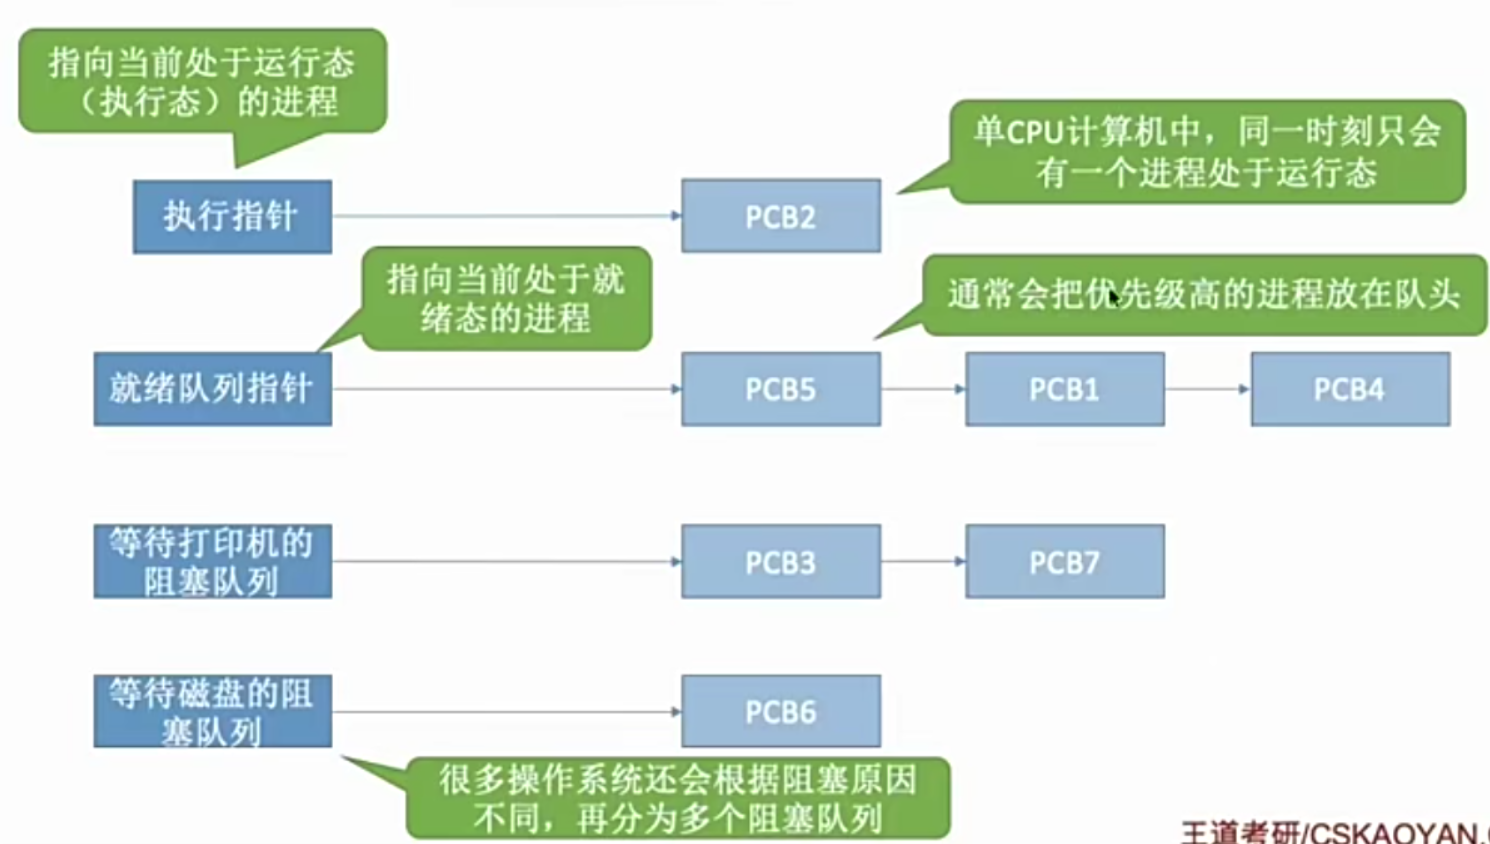 指向当前处于运行态
（执行态）的进程
单CPU计算机中，同一时刻只会
有一个进程处于运行态
执行指针
PCB2
指向当前处于就
绪态的进程
通常会把优先级高的进程放在队头
就绪队列指针
PCB5
PCB1
PCB4
等待打印机的
阻塞队列
PCB3
PCB7
等待磁盘的阻
塞队列
PCB6
很多操作系统还会根据阻塞原因
不同，再分为多个阻塞队列
王道考研/CSKAOYAN.